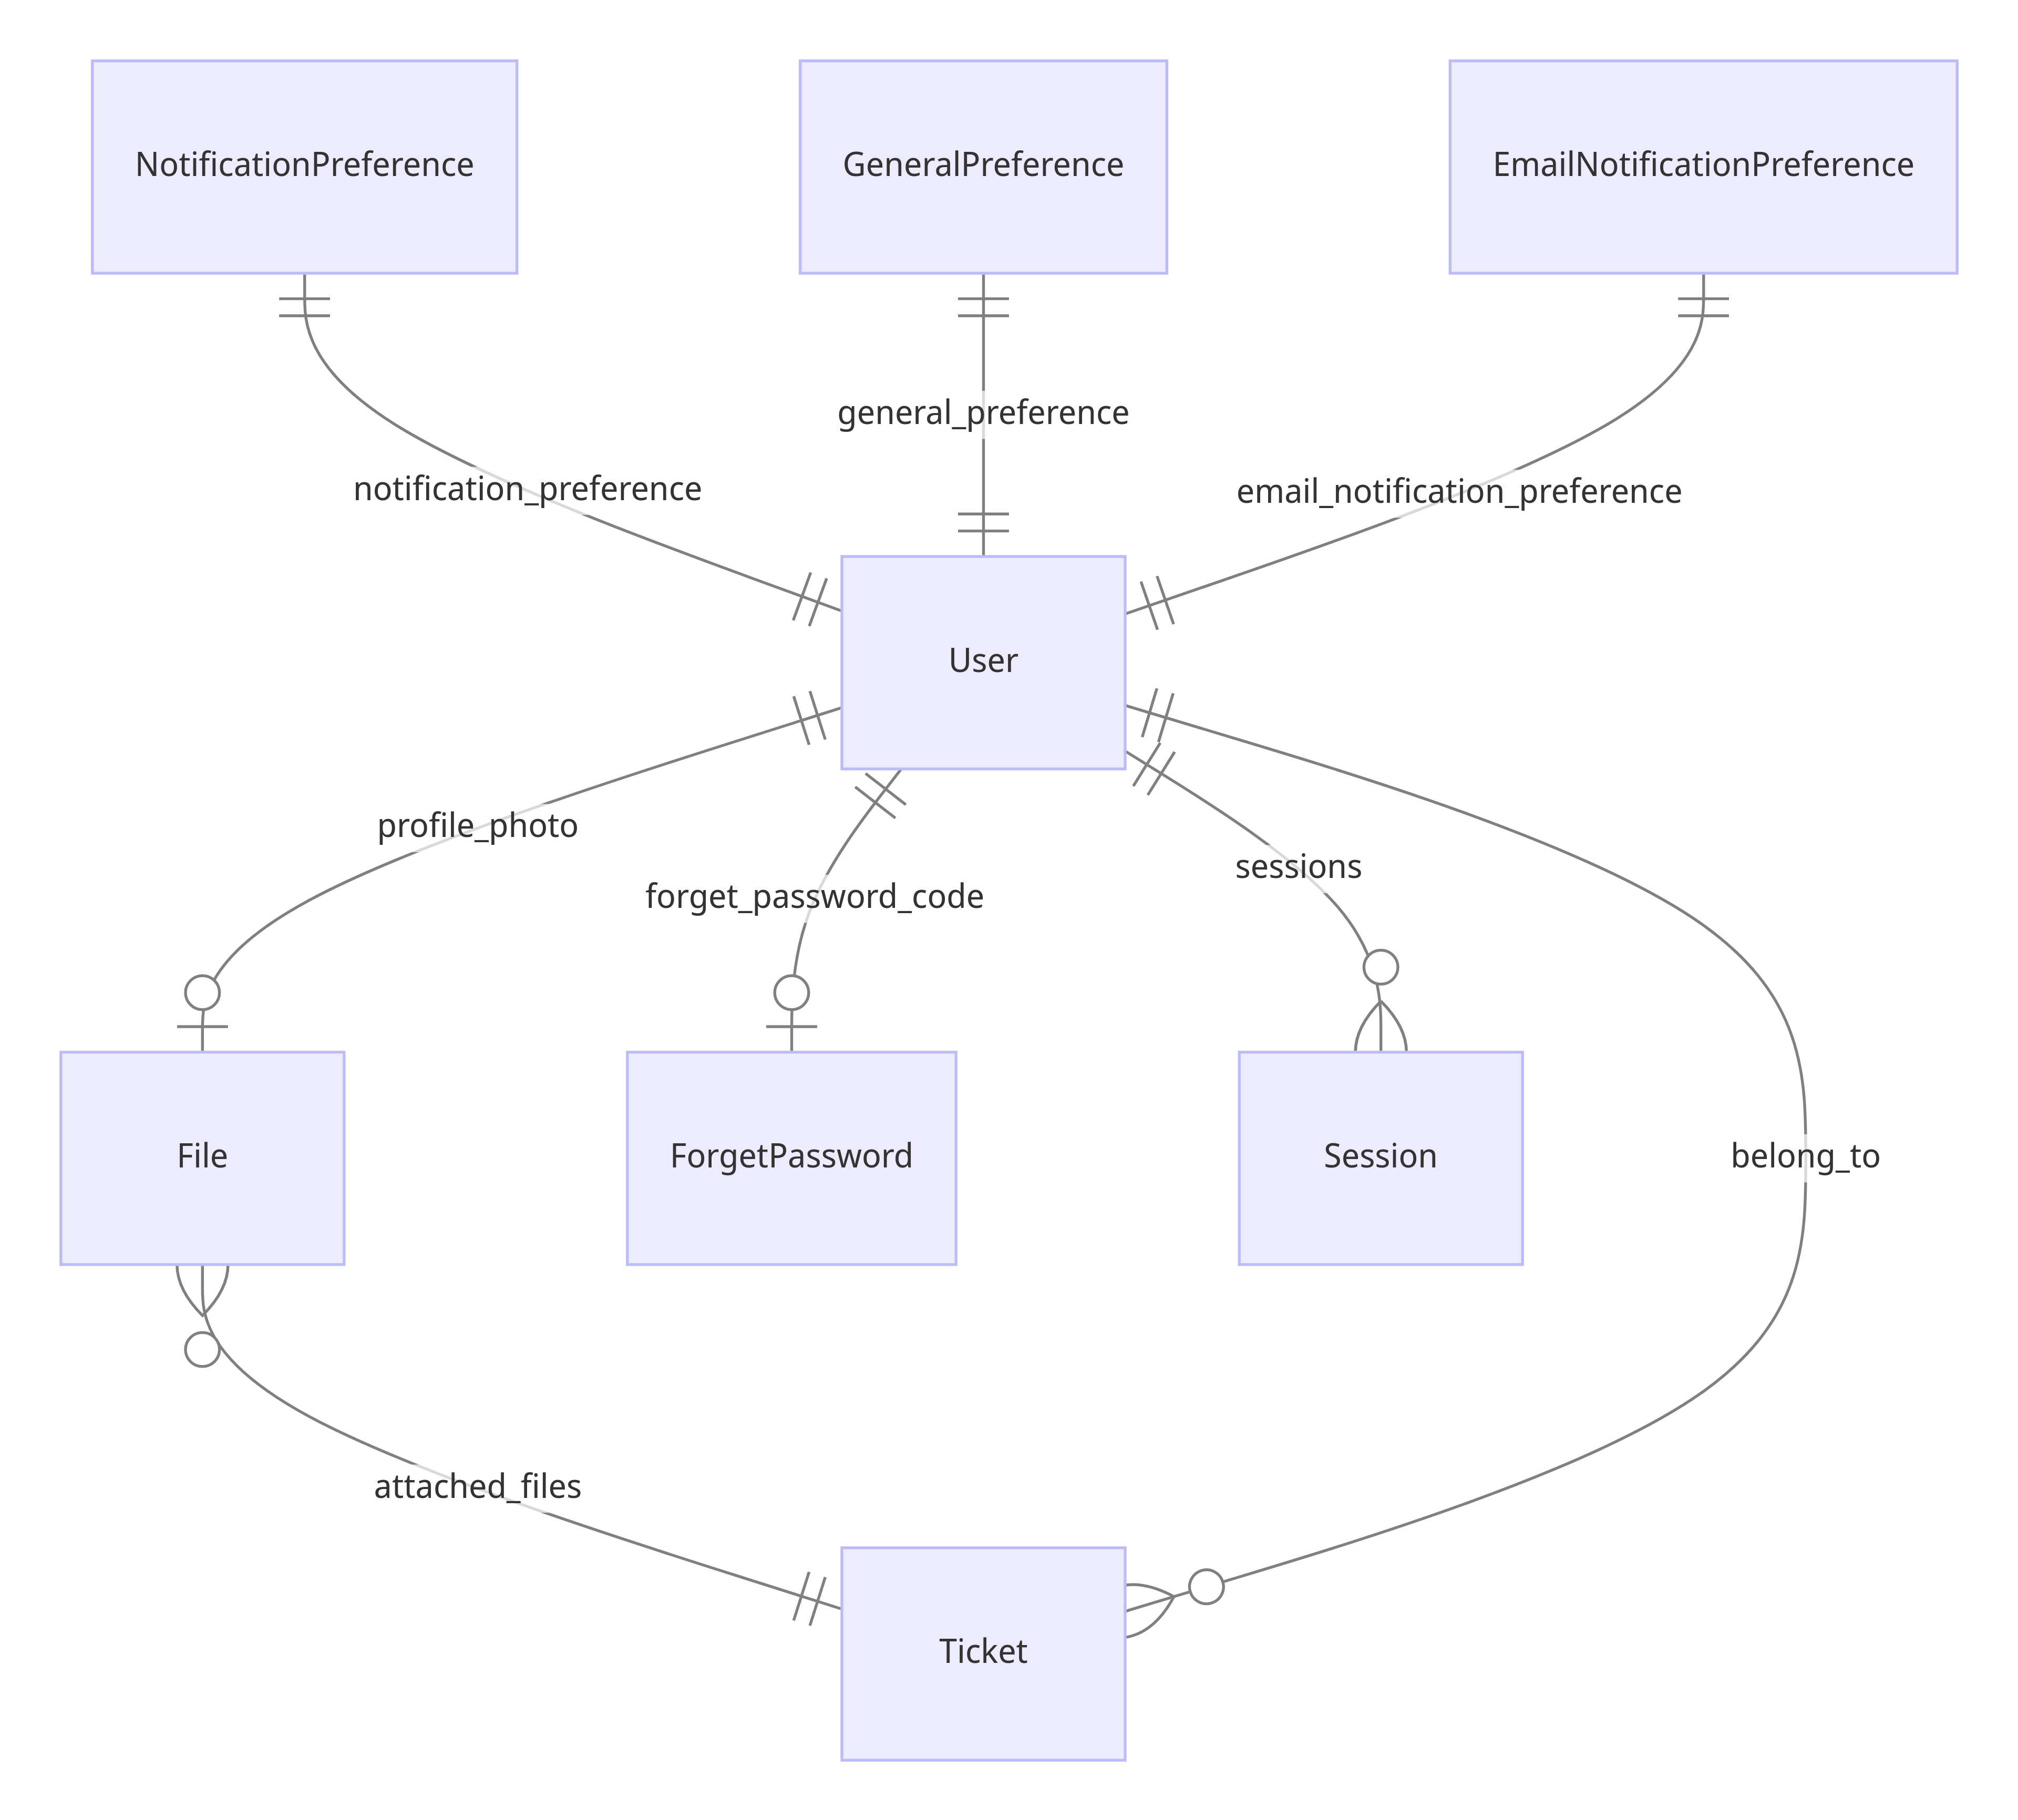 NotificationPreference
GeneralPreference
EmailNotificationPreference
general_preference
notification_preference
email_notification_preference
User
profile_photo
forget_password_code
sessions
File
ForgetPassword
Session
belong_to
attached_files
Ticket